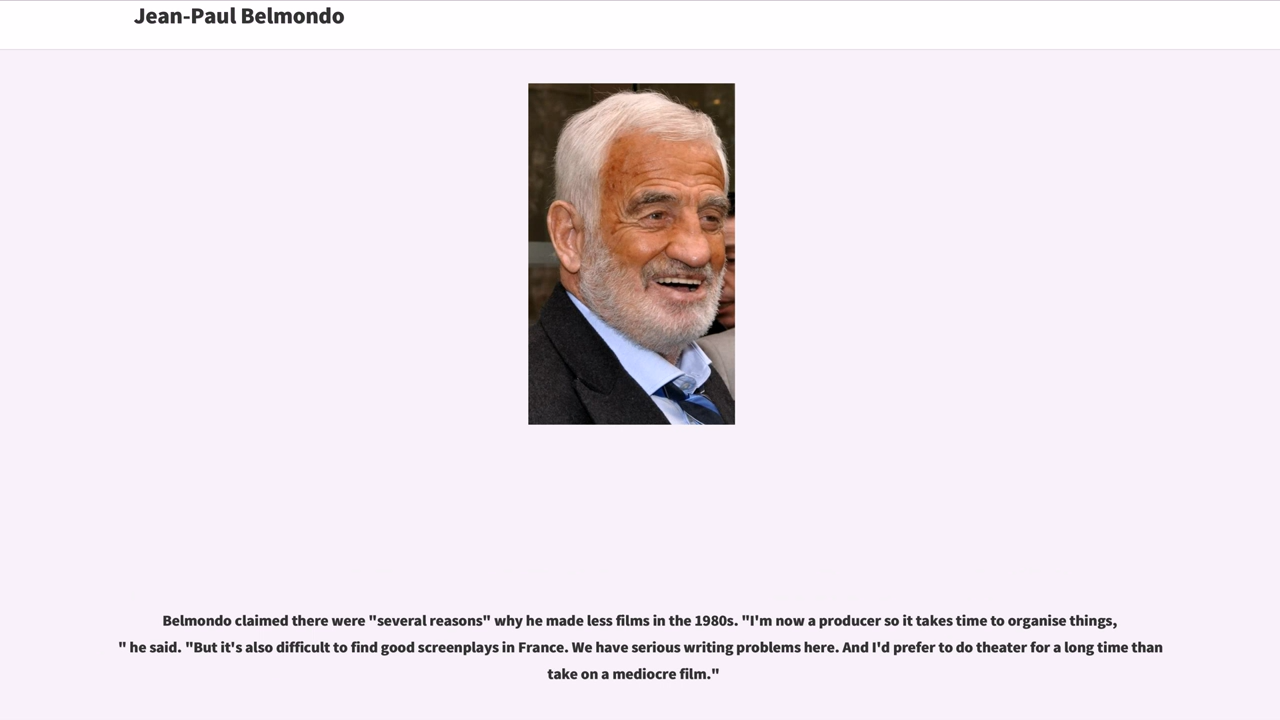 Jean-Paul Belmondo
Belmondo claimed there were "several reasons" why he made less films in the 1980s. "I'm now a producer so it takes time to organise things,
" he said. "But it's also difficult to find good screenplays in France. We have serious writing problems here. And I'd prefer to do theater for a long time than
take on a mediocre film."